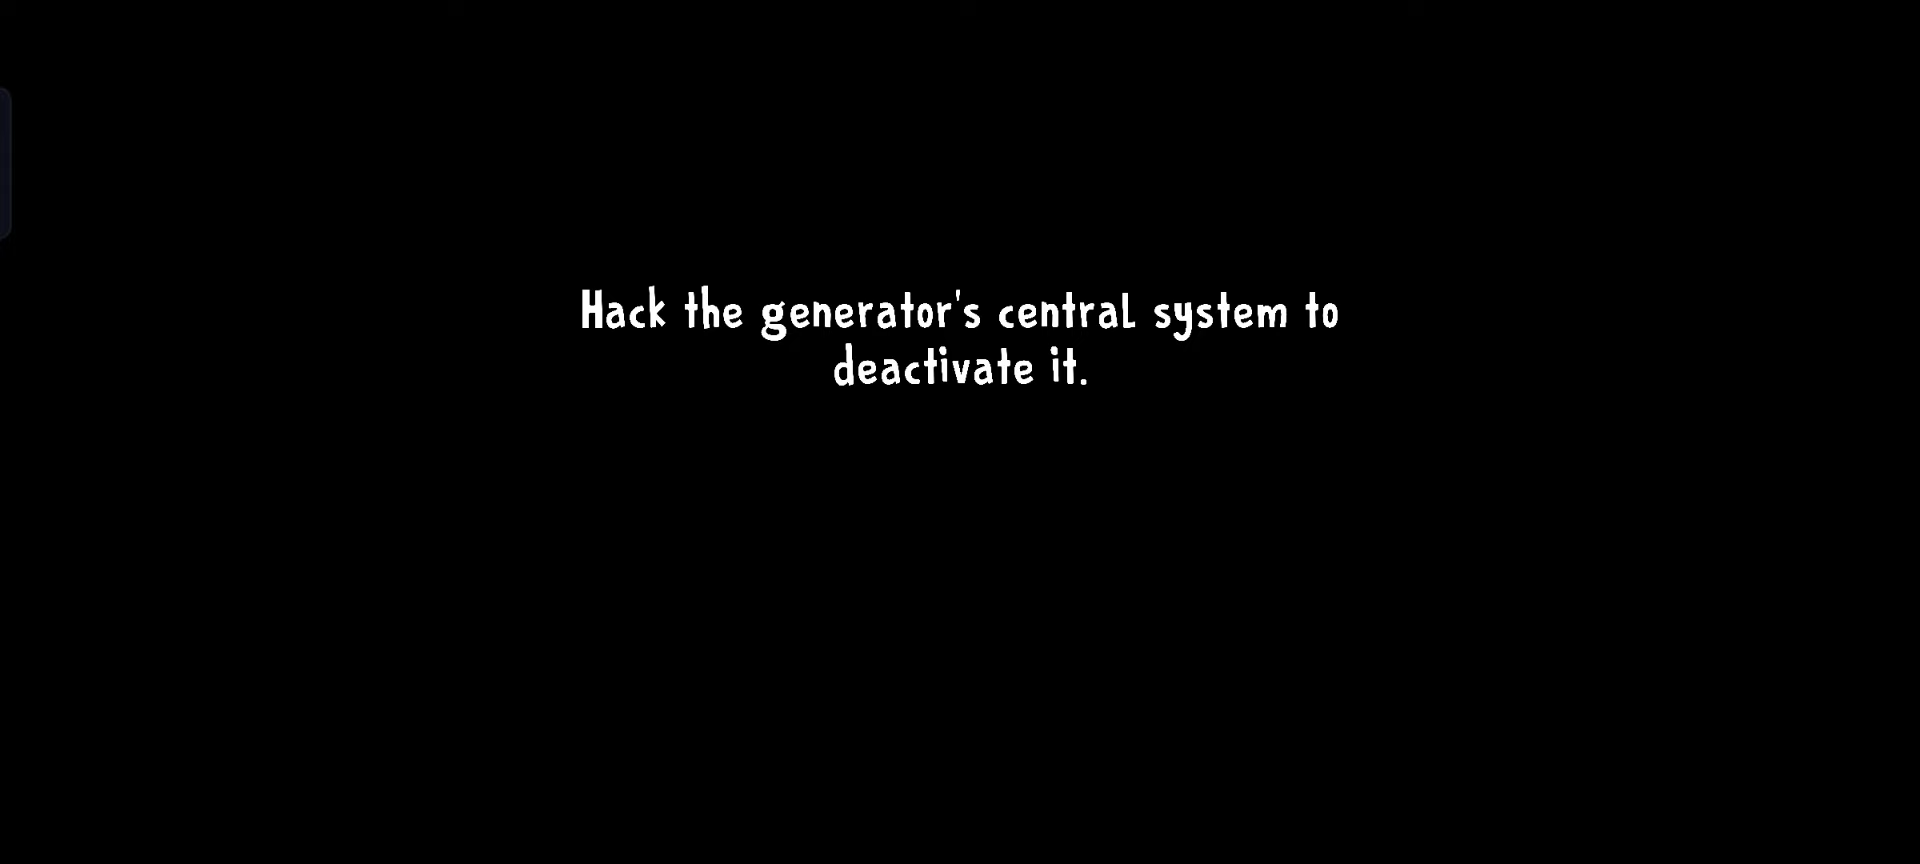 Hack the generator's central system to
deactivate it.